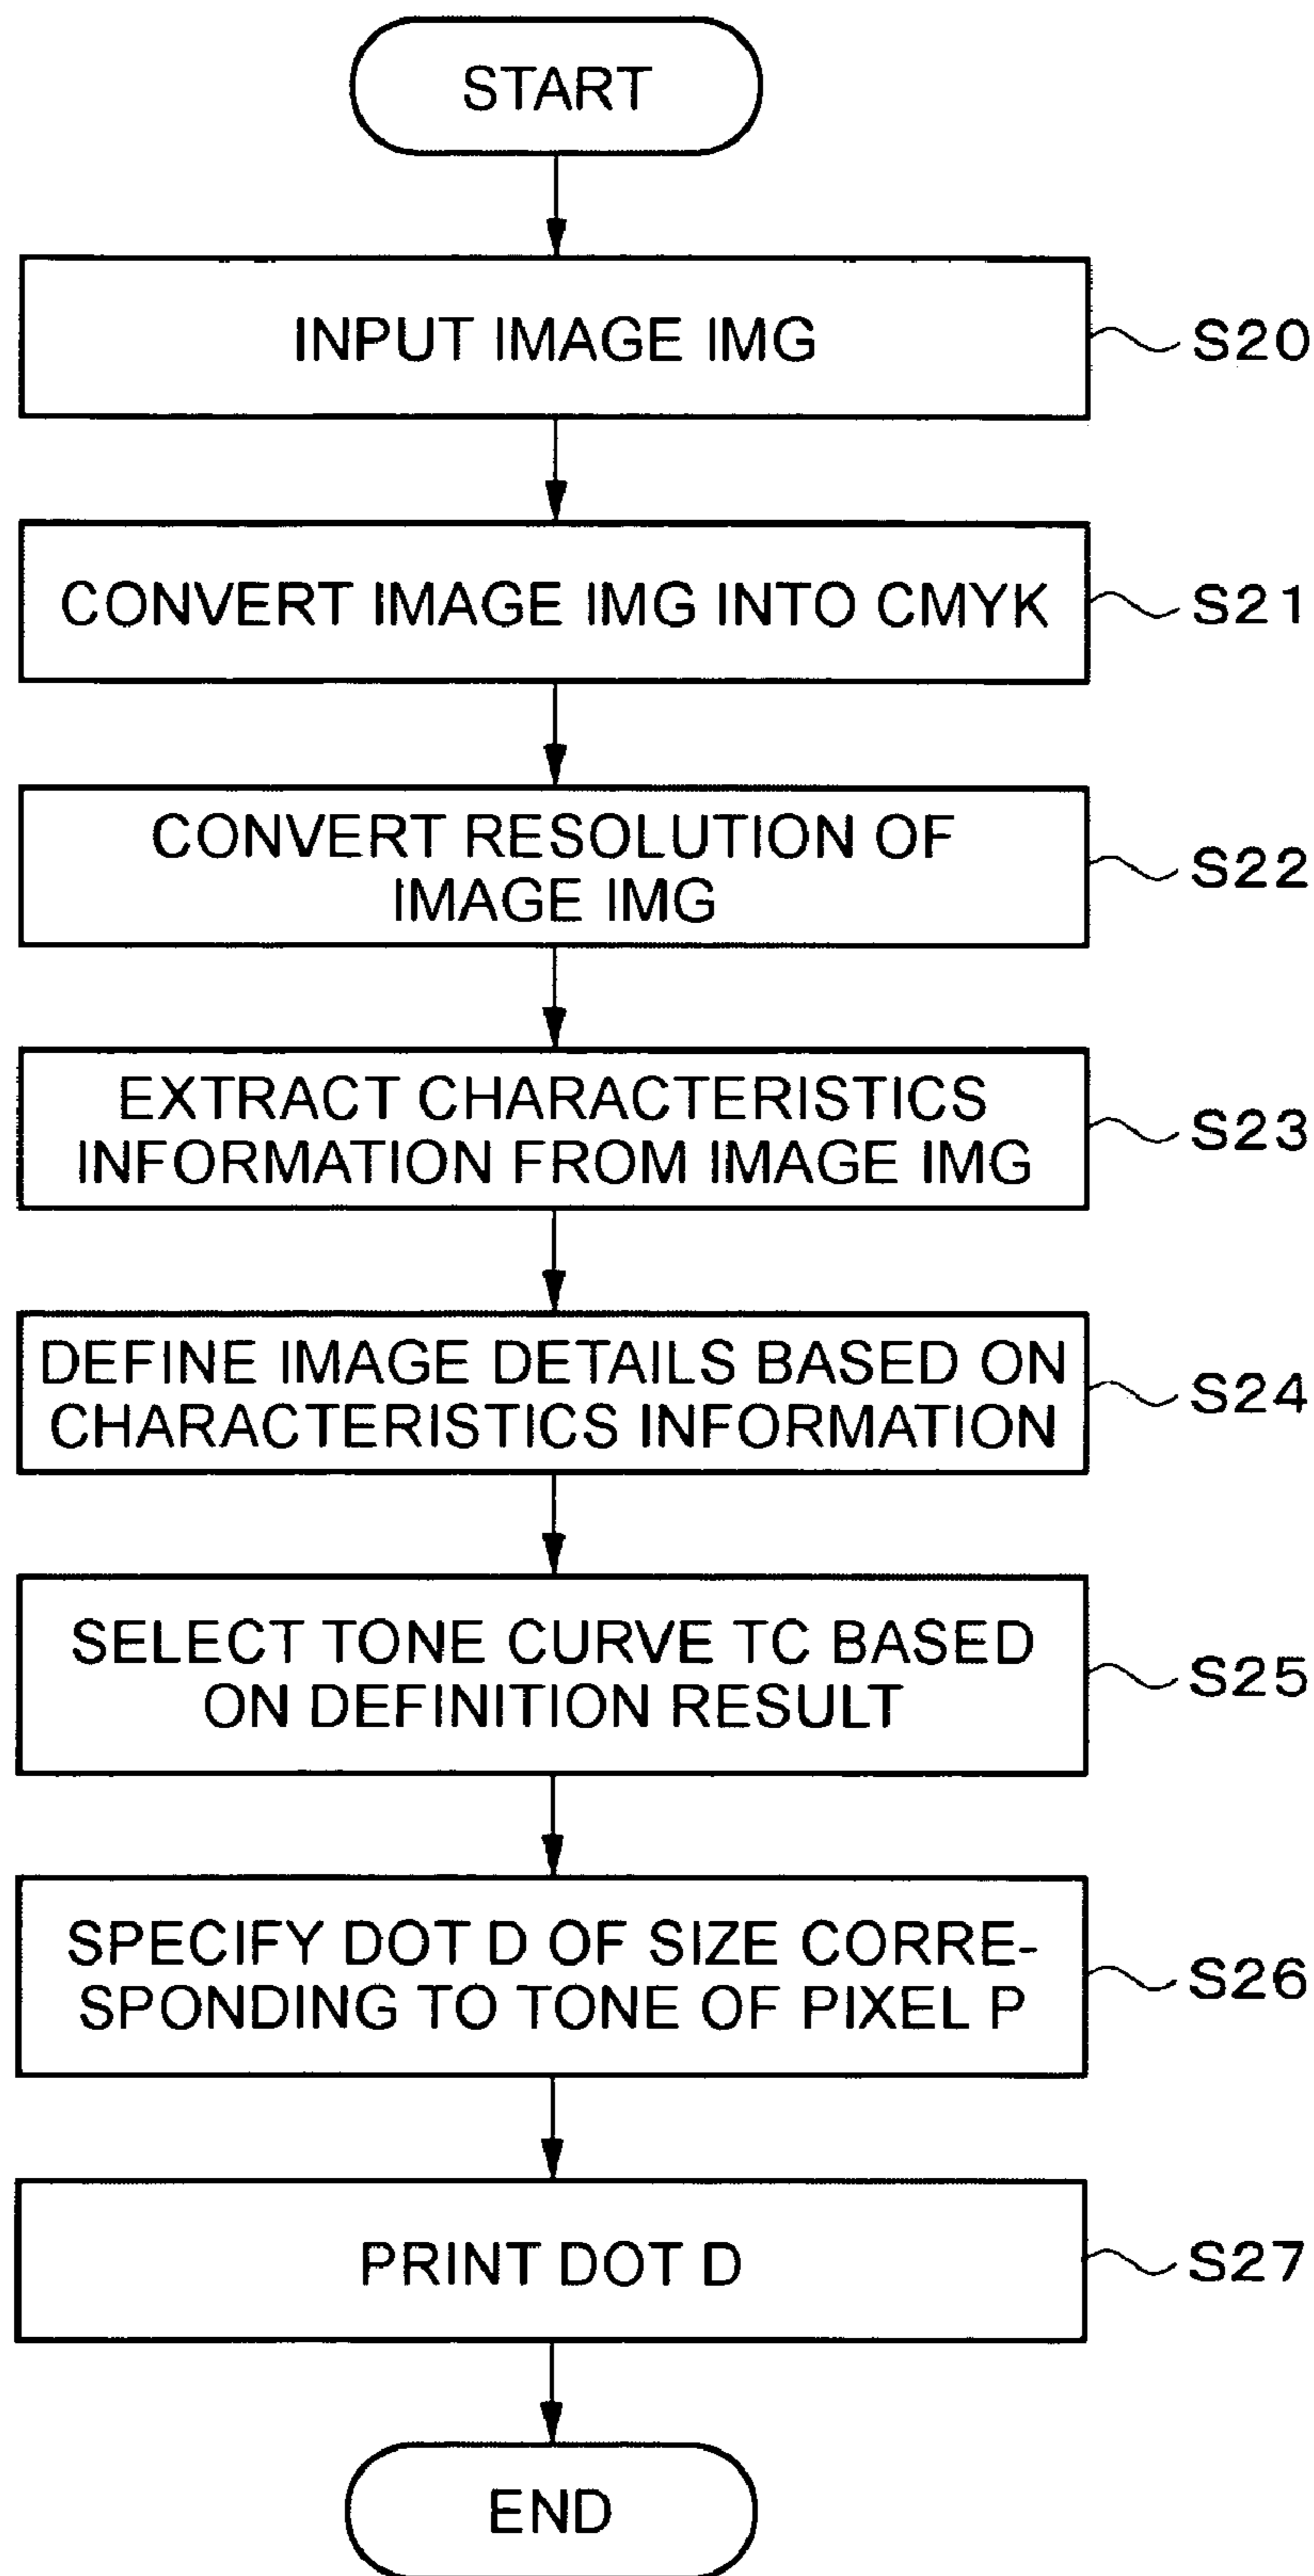 START
INPUT IMAGE IMG
S20
CONVERT IMAGE IMG INTO CMYK
S21
CONVERT RESOLUTION OF
IMAGE IMG
S22
EXTRACT CHARACTERISTICS
INFORMATION FROM IMAGE IMG
S23
DEFINE IMAGE DETAILS BASED ON
CHARACTERISTICS INFORMATION
S24
SELECT TONE CURVE TC BASED
ON DEFINITION RESULT
S25
SPECIFY DOT D OF SIZE CORRE-
SPONDING TO TONE OF PIXEL P
S26
PRINT DOT D
S27
END